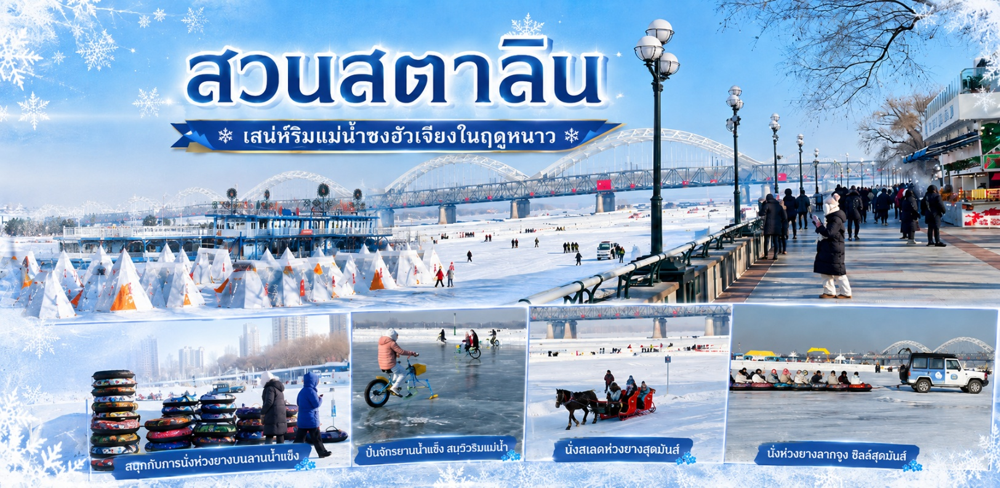 สวนสตาลิน
เสน่ห์ริมแม่น้ำซงฮัวเจียงในฤดูหนาว
สนุกกับการนั่งห่วงยางบนลานน้ำแข็ง
ปั่นจักรยานน้ำแข็ง สนุวิวริมแม่น้ำ
นั่งสเลดห่วงยางสุดมันส์
นั่งห่วงยางลากจูง ซิลล์สุดมันส์